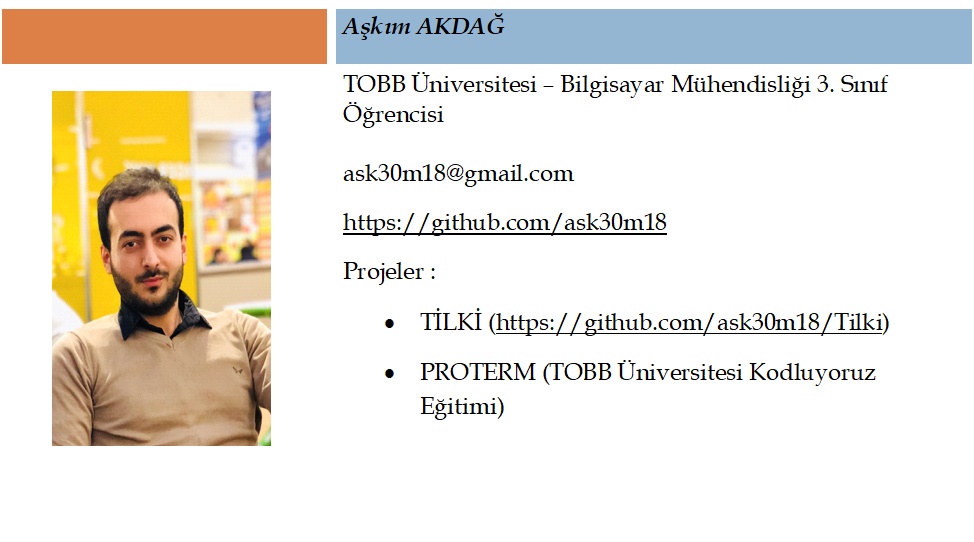 Aşkım AKDAĞ
TOBB Üniversitesi – Bilgisayar Mühendisliği 3. Sınıf
Öğrencisi
ask30m18@gmail.com
https://github.com/ask30m18
Projeler :
• TİLKİ (https://github.com/ask30m18/Tilki)
• PROTERM (TOBB Üniversitesi Kodluyoruz
Eğitimi)